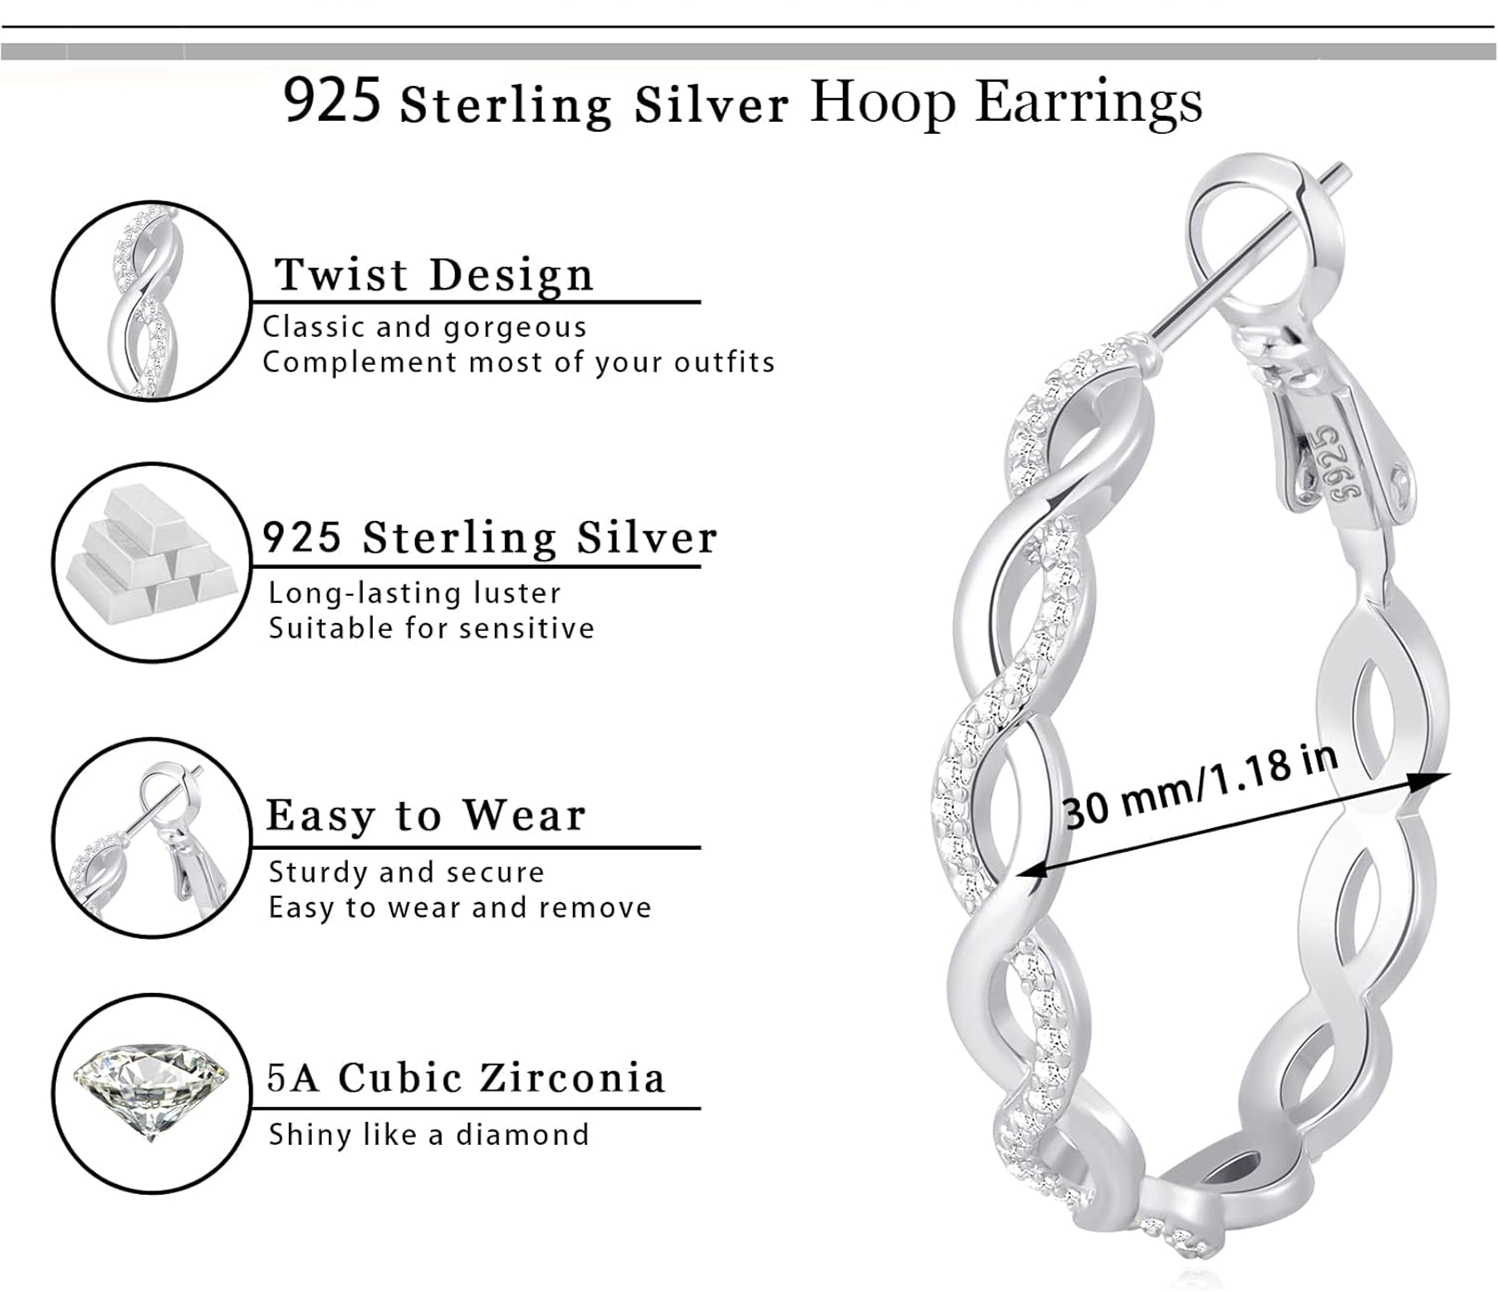 925 Sterling Silver Hoop Earrings
Twist Design
Classic and gorgeous
Complement most of your outfits
925 Sterling Silver
Long-lasting luster
Suitable for sensitive
Easy to Wear
Sturdy and secure
Easy to wear and remove
5A Cubic Zirconia
Shiny like a diamond
S925
30 mm/1.18 in